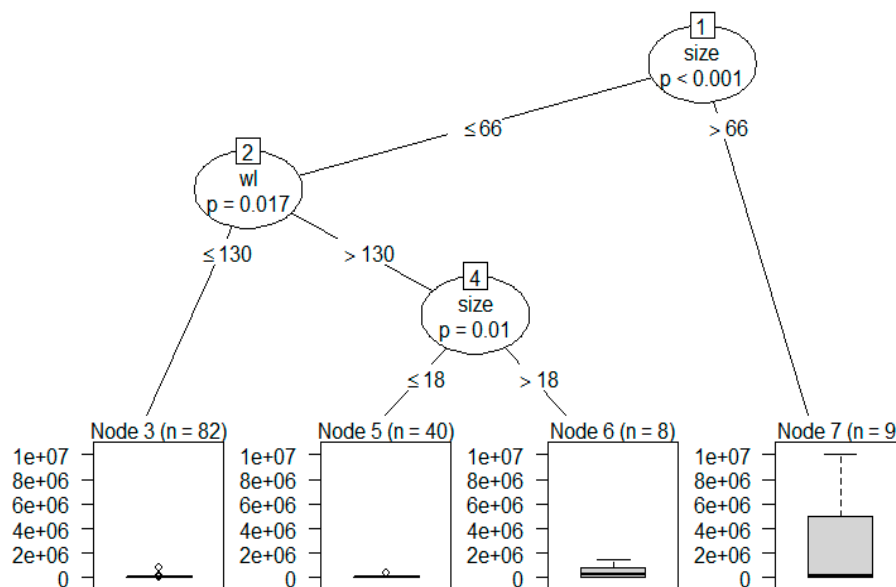 1
size
p < 0.001
≤ 66
> 66
2
wl
p = 0.017
≤ 130
> 130
4
size
p = 0.01
≤ 18
> 18
Node 3 (n = 82)
1e+07
8e+06
6e+06
4e+06
2e+06
0
Node 5 (n = 40)
1e+07
8e+06
6e+06
4e+06
2e+06
0
Node 6 (n = 8)
1e+07
8e+06
6e+06
4e+06
2e+06
0
Node 7 (n = 9
1e+07
8e+06
6e+06
4e+06
2e+06
0